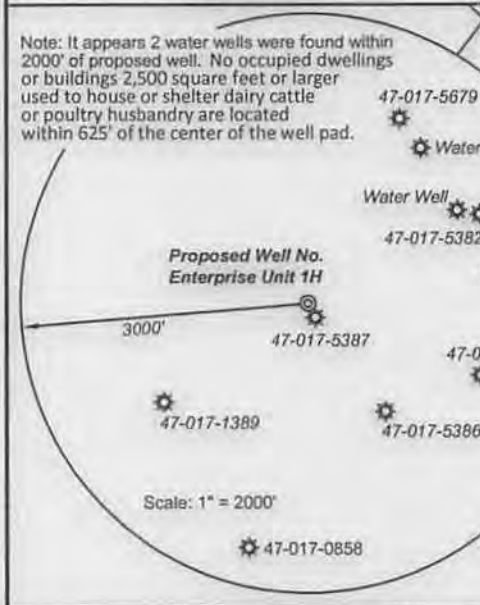 Note: It appears 2 water wells were found within
2000' of proposed well. No occupied dwellings
or buildings 2,500 square feet or larger
used to house or shelter dairy cattle
or poultry husbandry are located
within 625' of the center of the well pad.
47-017-5679
Water
Water Well
47-017-5382
Proposed Well No.
Enterprise Unit 1H
3000'
47-017-5387
47-0
47-017-1389
47-017-5386
Scale: 1" = 2000'
47-017-0858